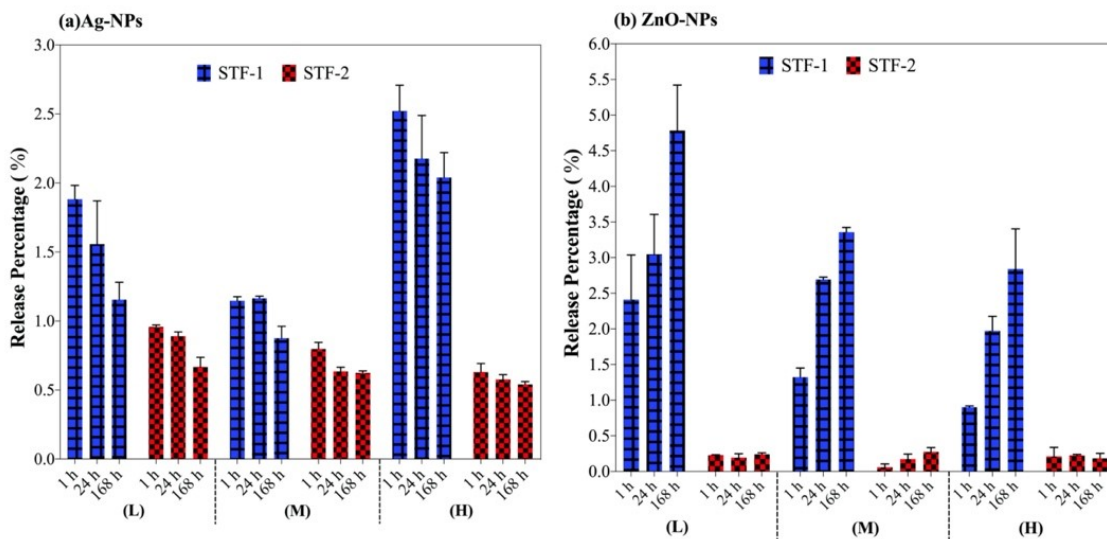 (a)Ag-NPs
3.0
2.5
2.0
1.5
1.0
0.5
0.0
Release Percentage ( %)
STF-1 STF-2
1 h 24 h 168 h 1 h 24 h 168 h 1 h 24 h 168 h 1 h 24 h 168 h 1 h 24 h 168 h 1 h 24 h 168 h
(L) (M) (H)
(b) ZnO-NPs
6.0
5.5
5.0
4.5
4.0
3.5
3.0
2.5
2.0
1.5
1.0
0.5
0.0
Release Percentage ( %)
STF-1 STF-2
1 h 24 h 168 h 1 h 24 h 168 h 1 h 24 h 168 h 1 h 24 h 168 h 1 h 24 h 168 h 1 h 24 h 168 h
(L) (M) (H)